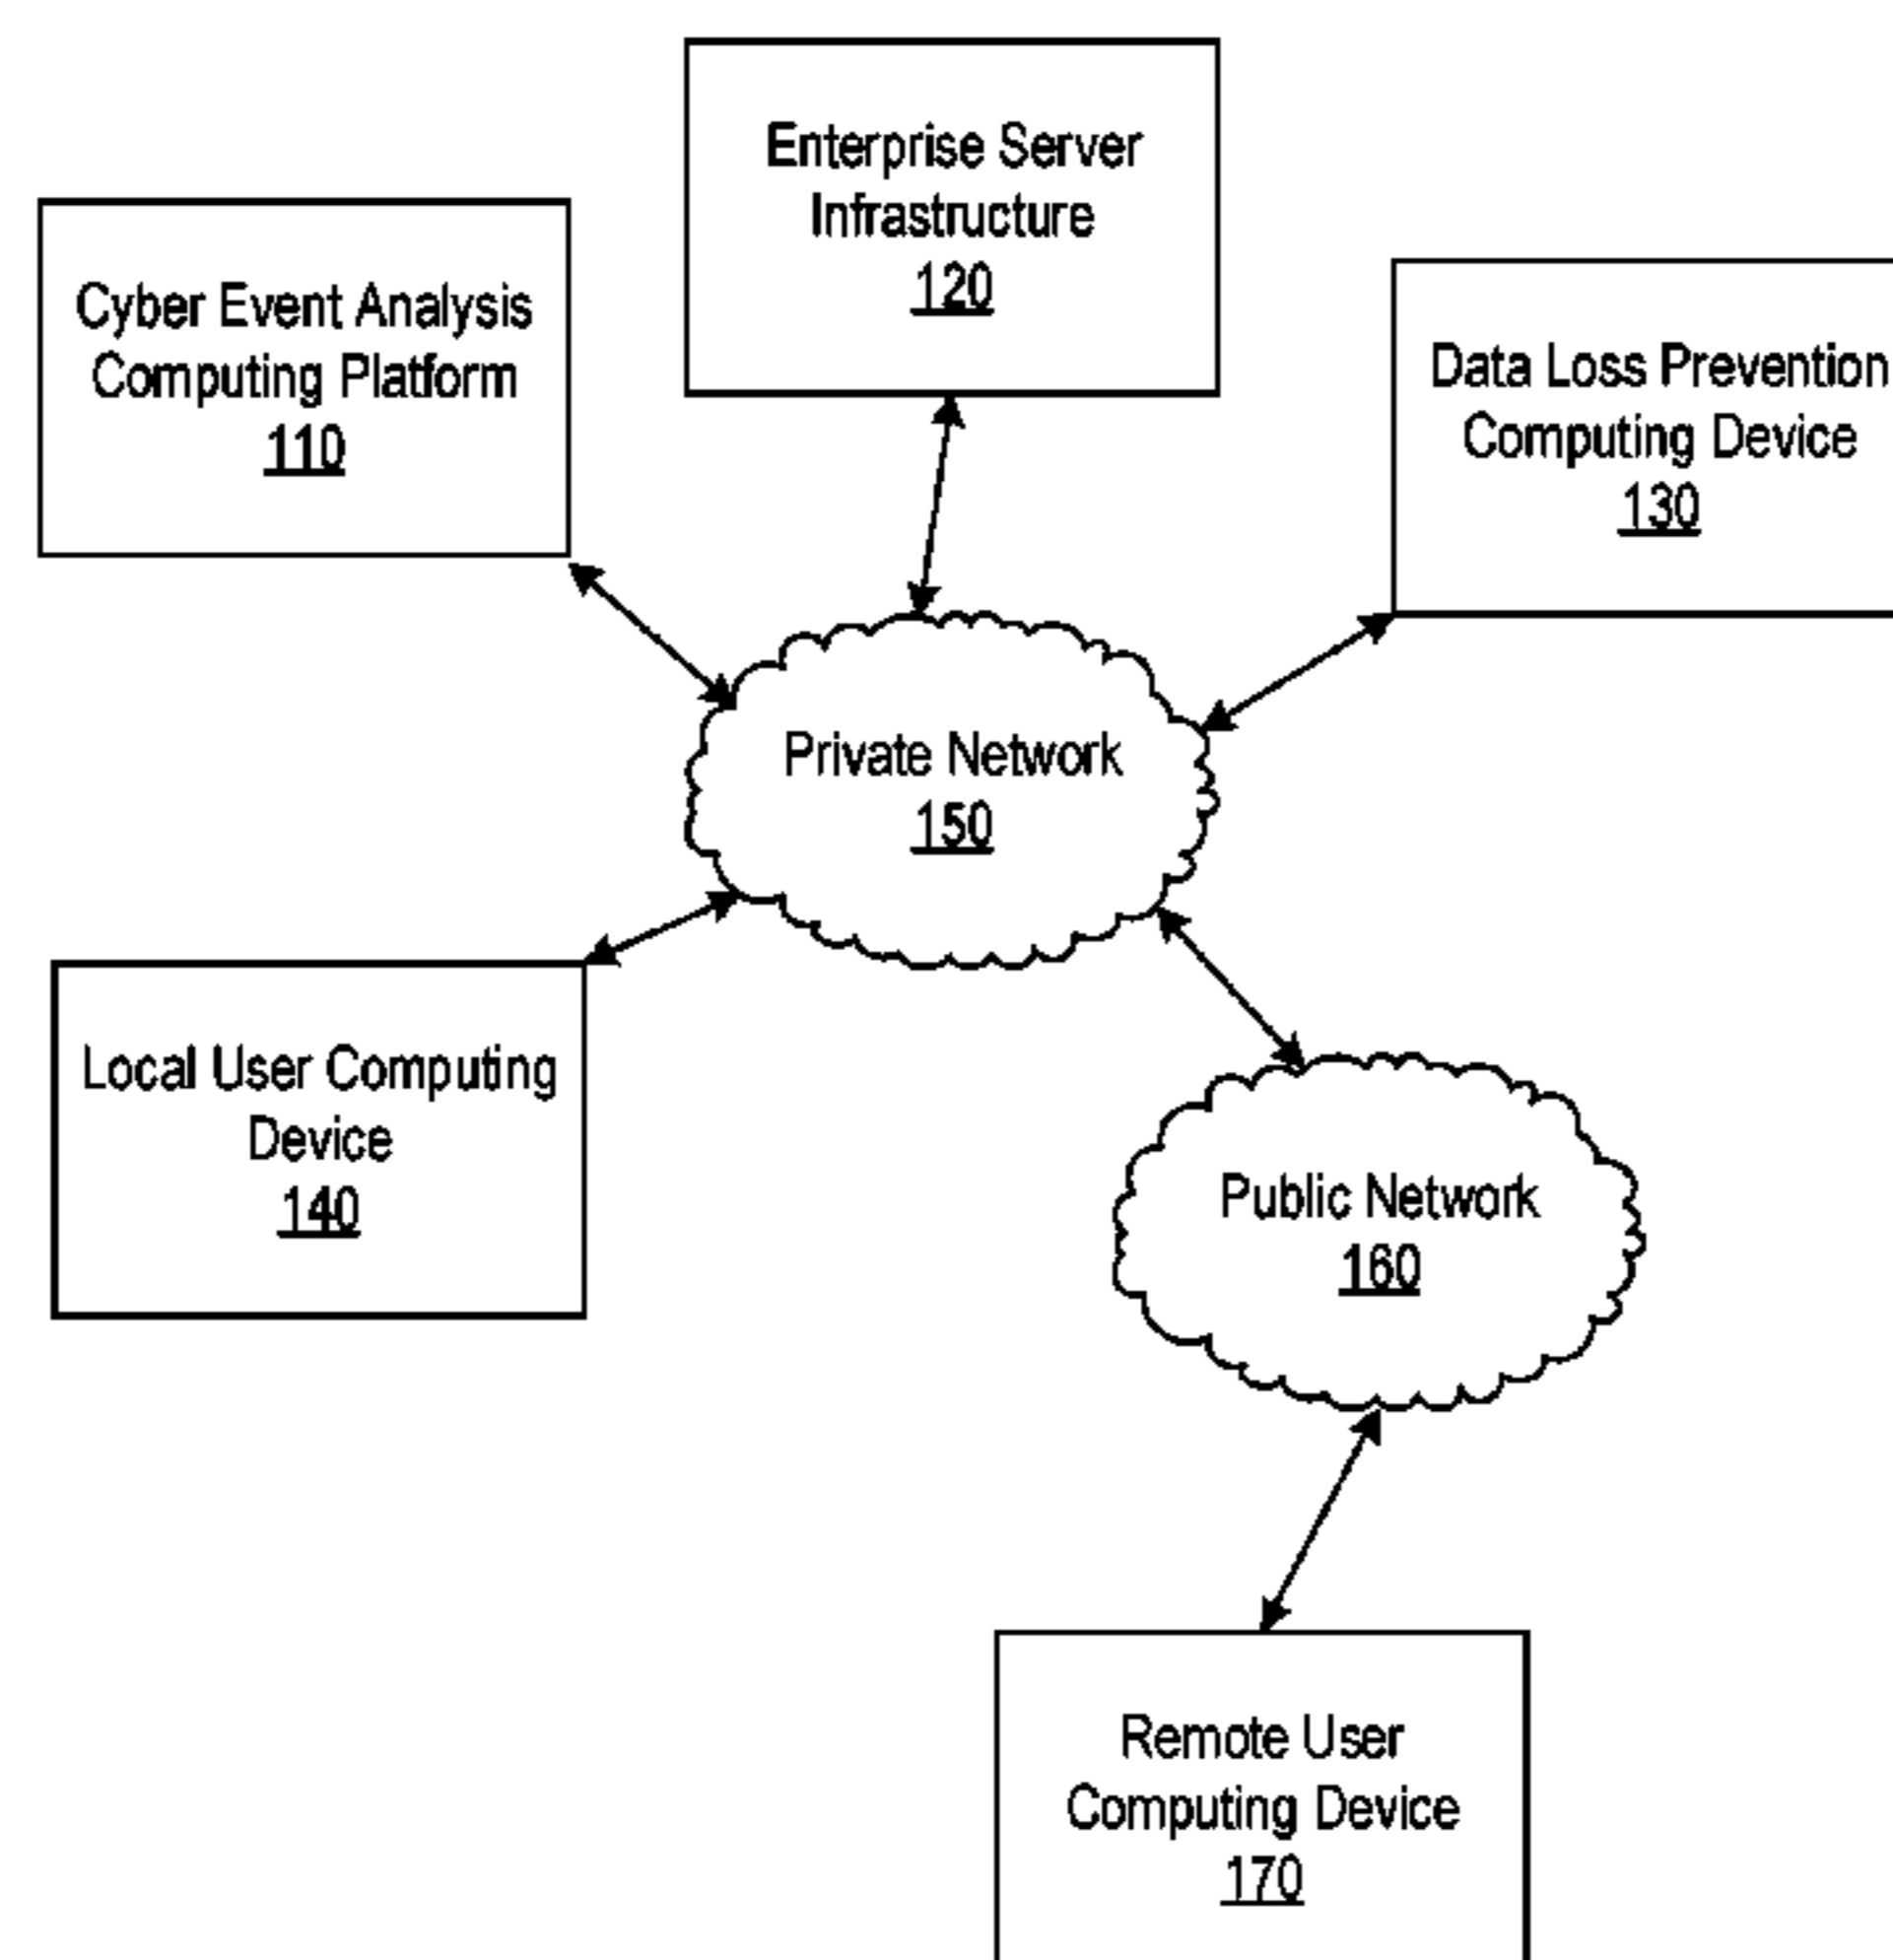 Enterprise Server
Infrastructure
120
Cyber Event Analysis
Computing Platform
110
Data Loss Prevention
Computing Device
130
Private Network
150
Local User Computing
Device
140
Public Network
160
Remote User
Computing Device
170